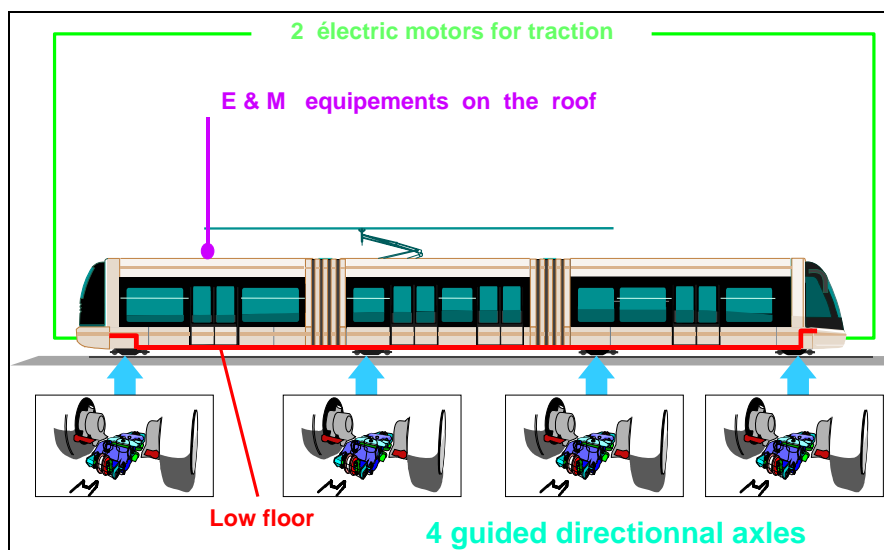 2 électric motors for traction
E & M equipements on the roof
Low floor
4 guided directionnal axles